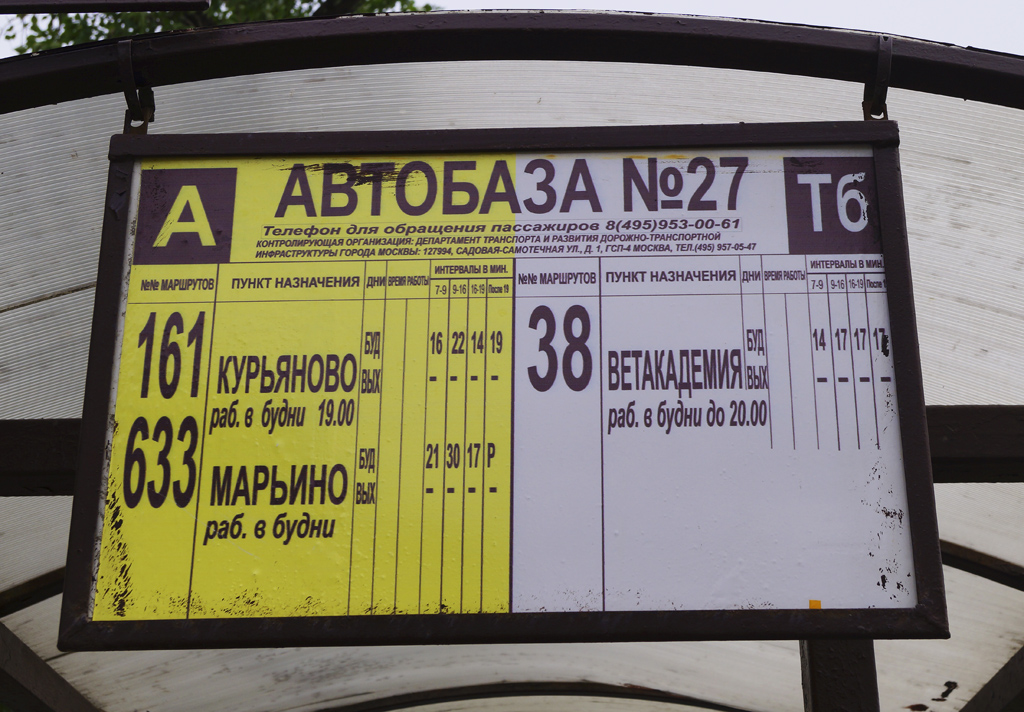 А АВТОБАЗА №27 Тб
Телефон для обращения пассажиров 8(495)953-00-61
КОНТРОЛИРУЮЩАЯ ОРГАНИЗАЦИЯ: ДЕПАРТАМЕНТ ТРАНСПОРТА И РАЗВИТИЯ ДОРОЖНО-ТРАНСПОРТНОЙ
ИНФРАСТРУКТУРЫ ГОРОДА МОСКВЫ: 127994, САДОВАЯ-САМОТЕЧНАЯ УЛ., Д. 1, ГСП-4 МОСКВА, ТЕЛ.(495) 957-05-47
№№ МАРШРУТОВ ПУНКТ НАЗНАЧЕНИЯ ДНИ ВРЕМЯ РАБОТЫ ИНТЕРВАЛЫ В МИН.
7-9 9-16 16-19 После 19
161 КУРЬЯНОВО БУД 16 22 14 19
ВЫХ - - - -
раб. в будни 19.00
633 МАРЬИНО БУД 21 30 17 Р
ВЫХ - - - -
раб. в будни
№№ МАРШРУТОВ ПУНКТ НАЗНАЧЕНИЯ ДНИ ВРЕМЯ РАБОТЫ ИНТЕРВАЛЫ В МИН.
7-9 9-16 16-19 После 1
38 ВЕТАКАДЕМИЯ БУД 14 17 17 17
ВЫХ - - - -
раб. в будни до 20.00